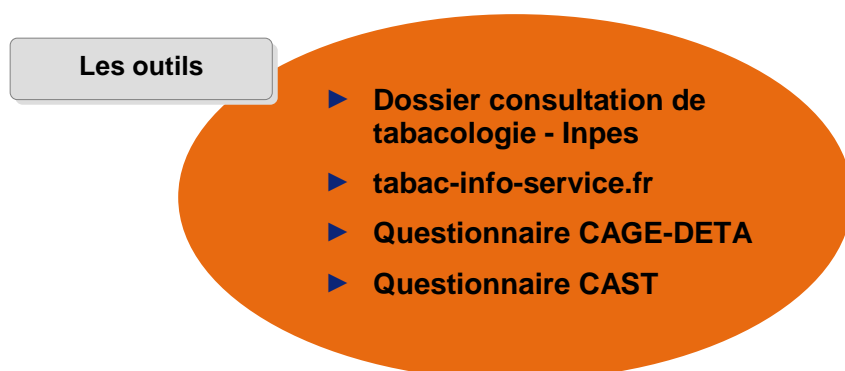 Les outils
► Dossier consultation de
tabacologie - Inpes
► tabac-info-service.fr
► Questionnaire CAGE-DETA
► Questionnaire CAST